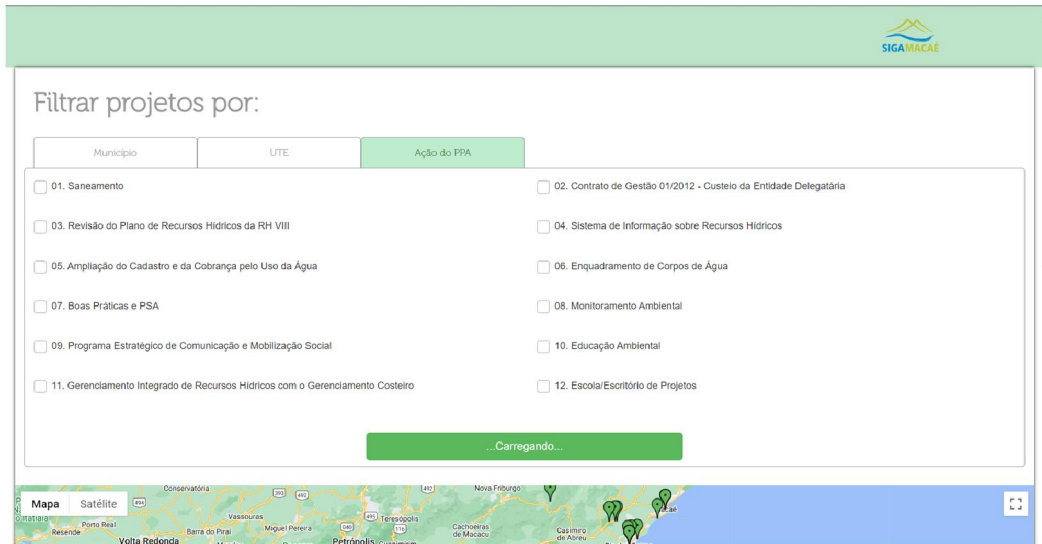 SIGAMACAÉ
Filtrar projetos por:
Município
UTE
Ação do PPA
01. Saneamento
02. Contrato de Gestão 01/2012 - Custeio da Entidade Delegatária
03. Revisão do Plano de Recursos Hídricos da RH VIII
04. Sistema de Informação sobre Recursos Hídricos
05. Ampliação do Cadastro e da Cobrança pelo Uso da Água
06. Enquadramento de Corpos de Água
07. Boas Práticas e PSA
08. Monitoramento Ambiental
09. Programa Estratégico de Comunicação e Mobilização Social
10. Educação Ambiental
11. Gerenciamento Integrado de Recursos Hídricos com o Gerenciamento Costeiro
12. Escola/Escritório de Projetos
...Carregando...
Mapa
Satélite
Conservatória
Nova Friburgo
Vassouras
Teresópolis
Porto Real
Resende
Barra do Piraí
Miguel Pereira
Cachoeiras
de Macacu
Casimiro
de Abreu
Volta Redonda
Petrópolis